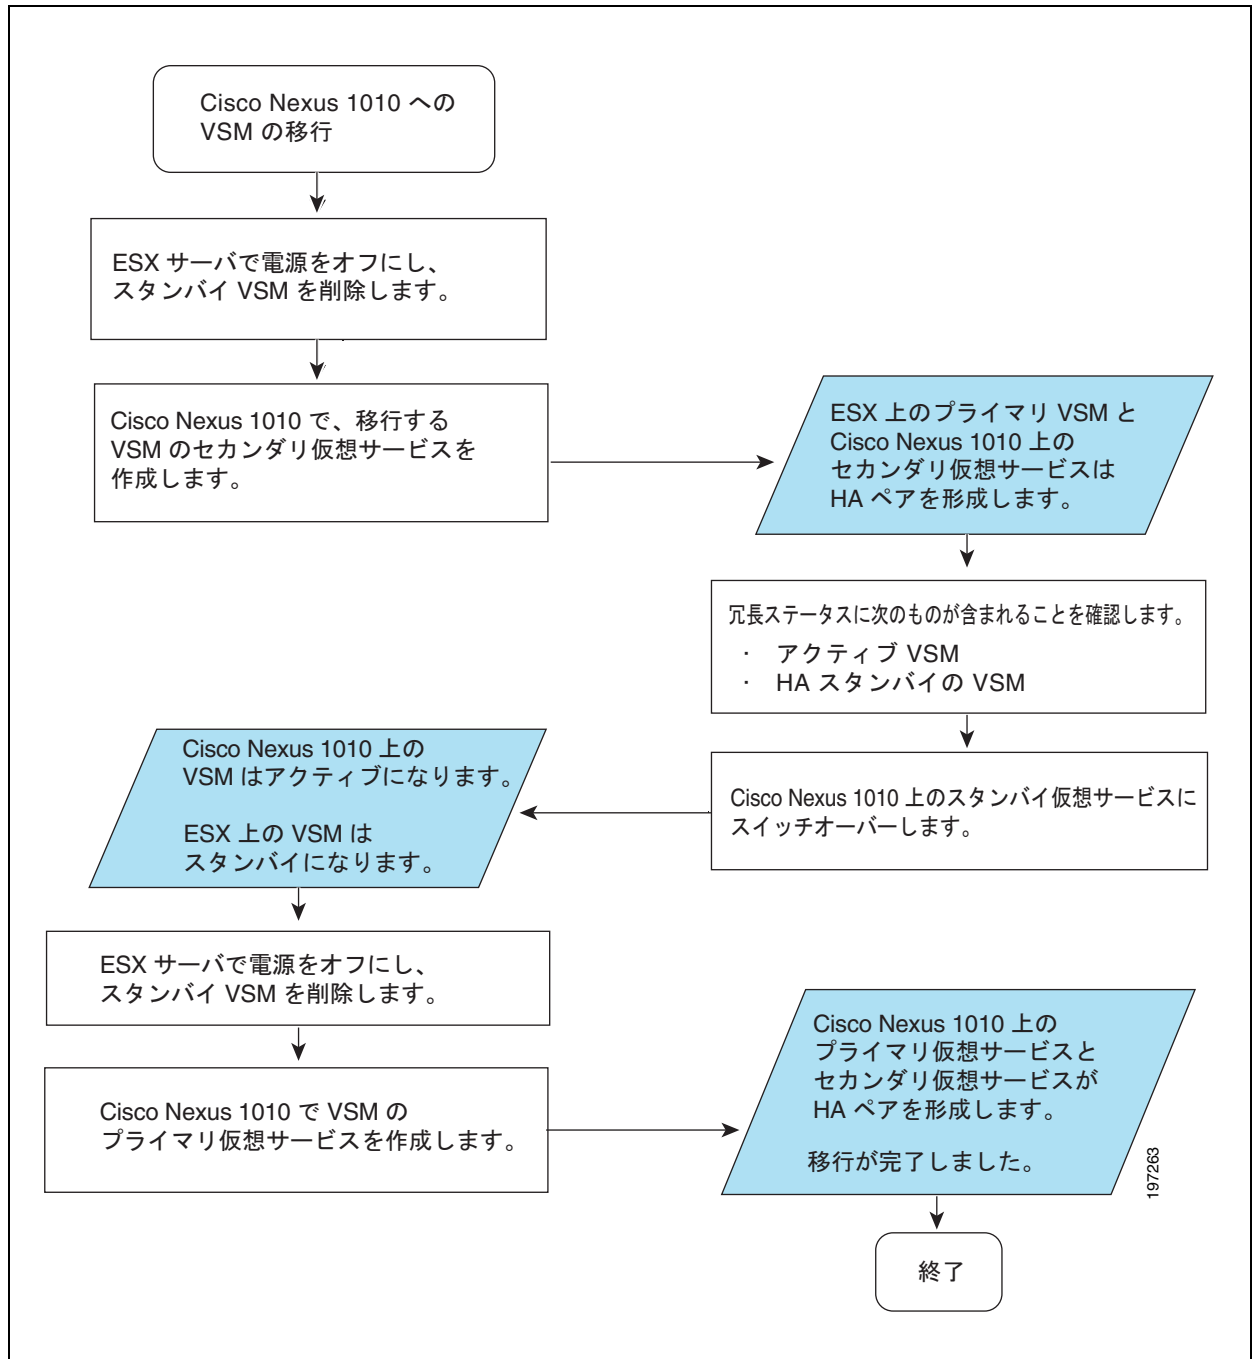 Cisco Nexus 1010 への
VSM の移行
ESX サーバで電源をオフにし、
スタンバイ VSM を削除します。
Cisco Nexus 1010 で、移行する
VSM のセカンダリ仮想サービスを
作成します。
ESX 上のプライマリ VSM と
Cisco Nexus 1010 上の
セカンダリ仮想サービスは
HA ペアを形成します。
冗長ステータスに次のものが含まれることを確認します。
・ アクティブ VSM
・ HA スタンバイの VSM
Cisco Nexus 1010 上のスタンバイ仮想サービスに
スイッチオーバーします。
Cisco Nexus 1010 上の
VSM はアクティブになります。
ESX 上の VSM は
スタンバイになります。
ESX サーバで電源をオフにし、
スタンバイ VSM を削除します。
Cisco Nexus 1010 で VSM の
プライマリ仮想サービスを作成します。
Cisco Nexus 1010 上の
プライマリ仮想サービスと
セカンダリ仮想サービスが
HA ペアを形成します。
移行が完了しました。
197263
終了